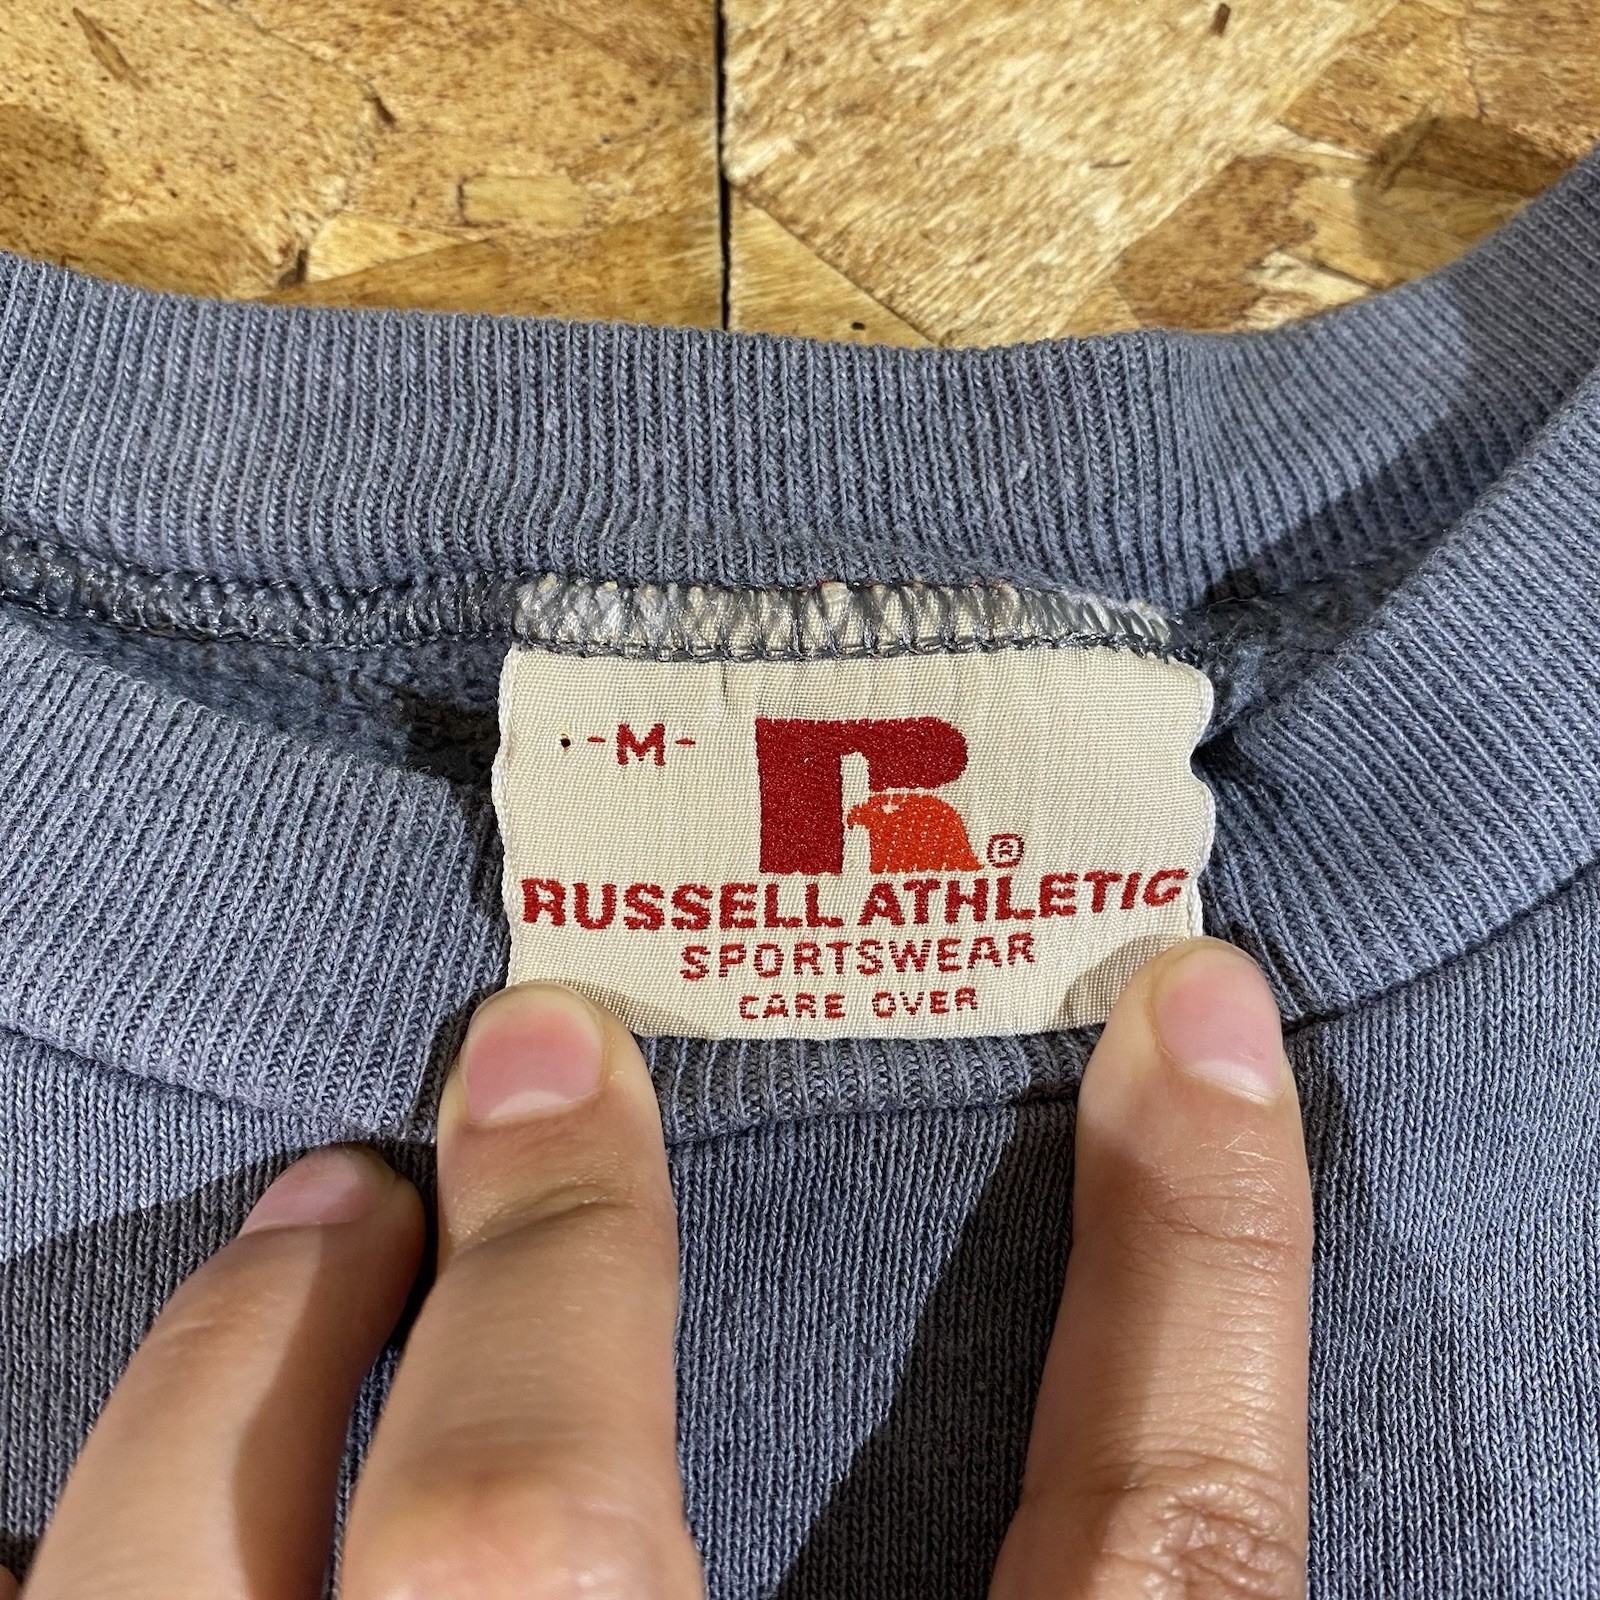 -M-
R®
RUSSELL ATHLETIC
SPORTSWEAR
CARE OVER